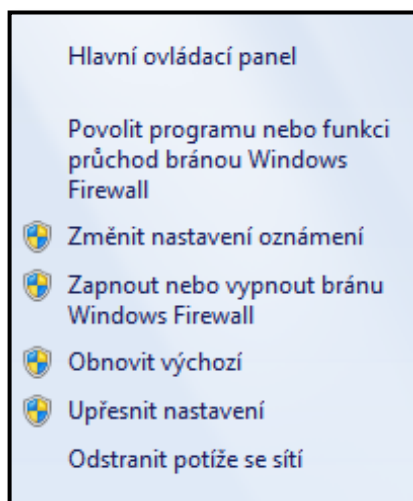 Hlavní ovládací panel
Povolit programu nebo funkci
průchod bránou Windows
Firewall
Změnit nastavení oznámení
Zapnout nebo vypnout bránu
Windows Firewall
Obnovit výchozí
Upřesnit nastavení
Odstranit potíže se sítí